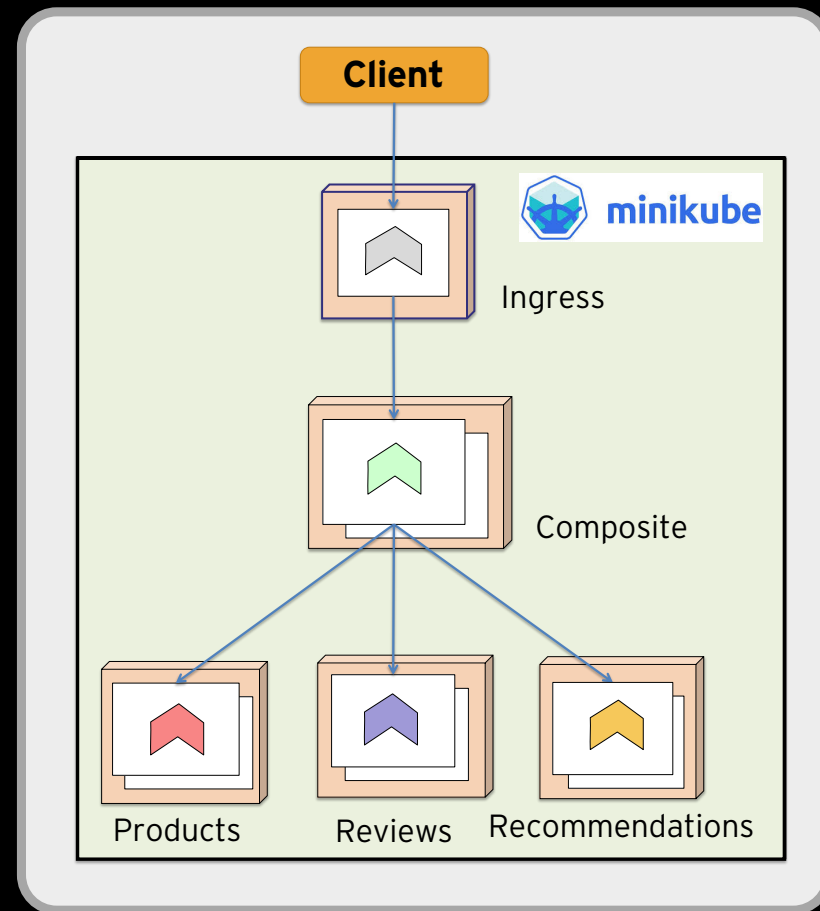 Client
minikube
Ingress
Composite
Products
Reviews
Recommendations